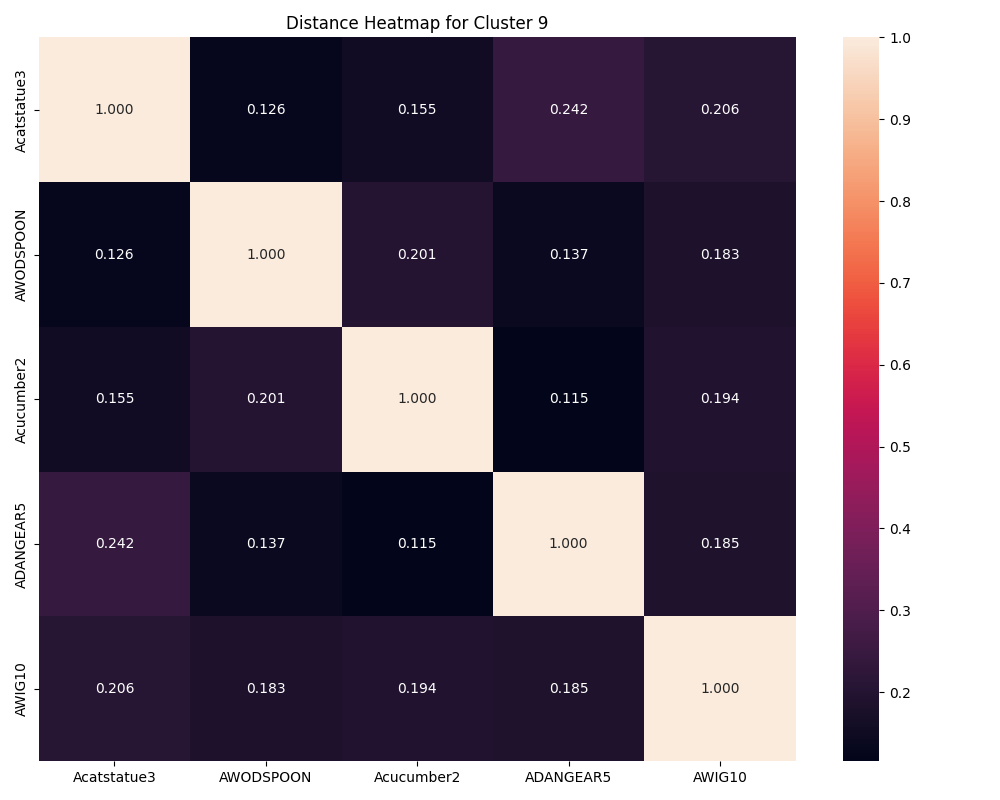 Distance Heatmap for Cluster 9
Acatstatue3 1.000 0.126 0.155 0.242 0.206
AWODSPOON 0.126 1.000 0.201 0.137 0.183
Acucumber2 0.155 0.201 1.000 0.115 0.194
ADANGEAR5 0.242 0.137 0.115 1.000 0.185
AWIG10 0.206 0.183 0.194 0.185 1.000
Acatstatue3 AWODSPOON Acucumber2 ADANGEAR5 AWIG10
1.0
0.9
0.8
0.7
0.6
0.5
0.4
0.3
0.2